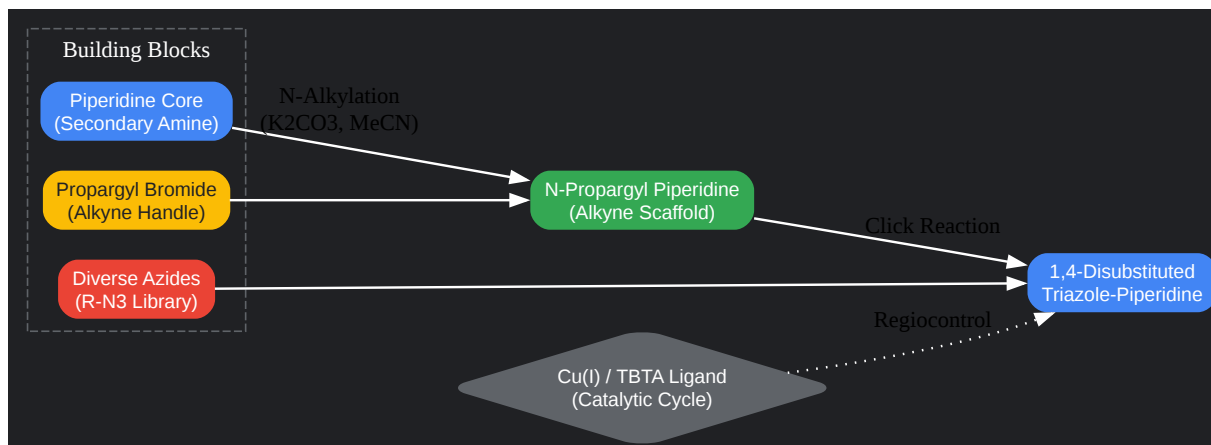 Building Blocks
Piperidine Core
(Secondary Amine)
N-Alkylation
(K2CO3, MeCN)
Propargyl Bromide
(Alkyne Handle)
N-Propargyl Piperidine
(Alkyne Scaffold)
Click Reaction
Diverse Azides
(R-N3 Library)
1,4-Disubstituted
Triazole-Piperidine
Regiocontrol
Cu(I) / TBTA Ligand
(Catalytic Cycle)